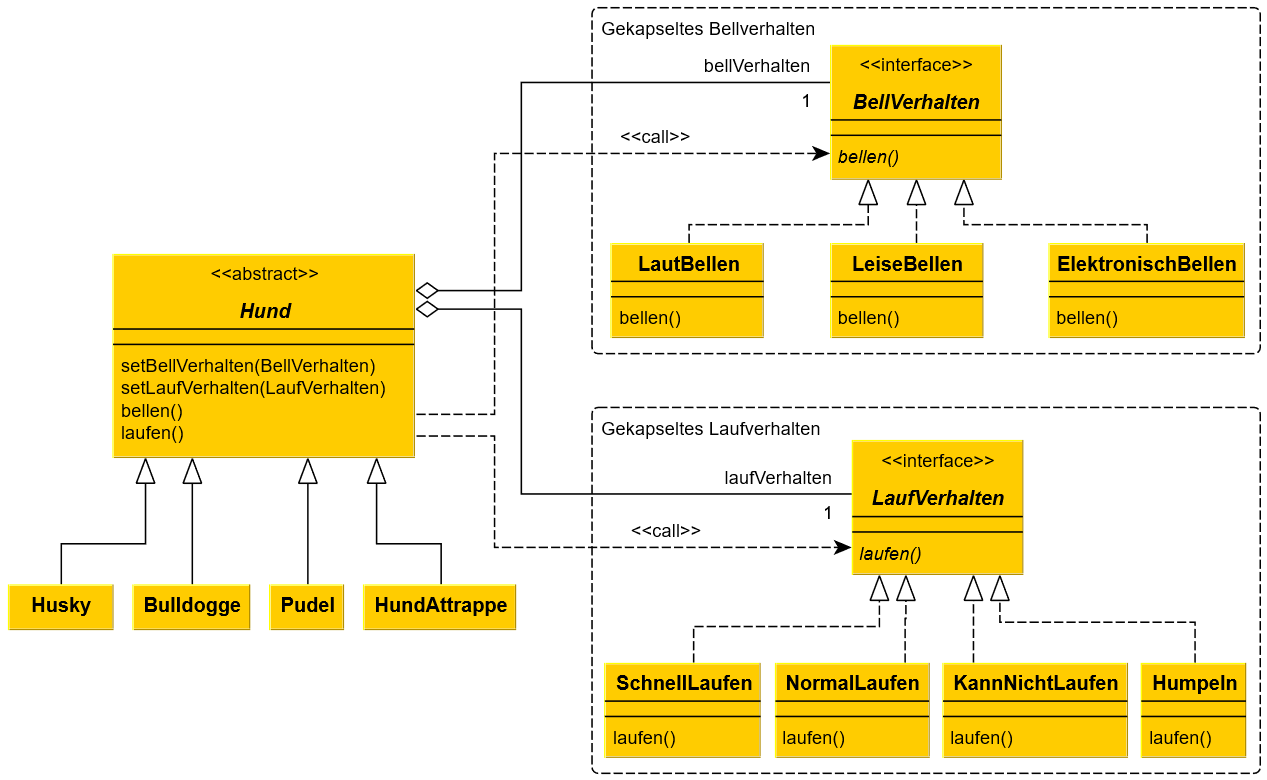 Gekapseltes Bellverhalten
bellVerhalten
1
<<call>>
<<interface>>
BellVerhalten
bellen()
LautBellen
bellen()
LeiseBellen
bellen()
ElektronischBellen
bellen()
<<abstract>>
Hund
setBellVerhalten(BellVerhalten)
setLaufVerhalten(LaufVerhalten)
bellen()
laufen()
Husky
Bulldogge
Pudel
HundAttrappe
Gekapseltes Laufverhalten
laufVerhalten
1
<<call>>
<<interface>>
LaufVerhalten
laufen()
SchnellLaufen
laufen()
NormalLaufen
laufen()
KannNichtLaufen
laufen()
Humpeln
laufen()